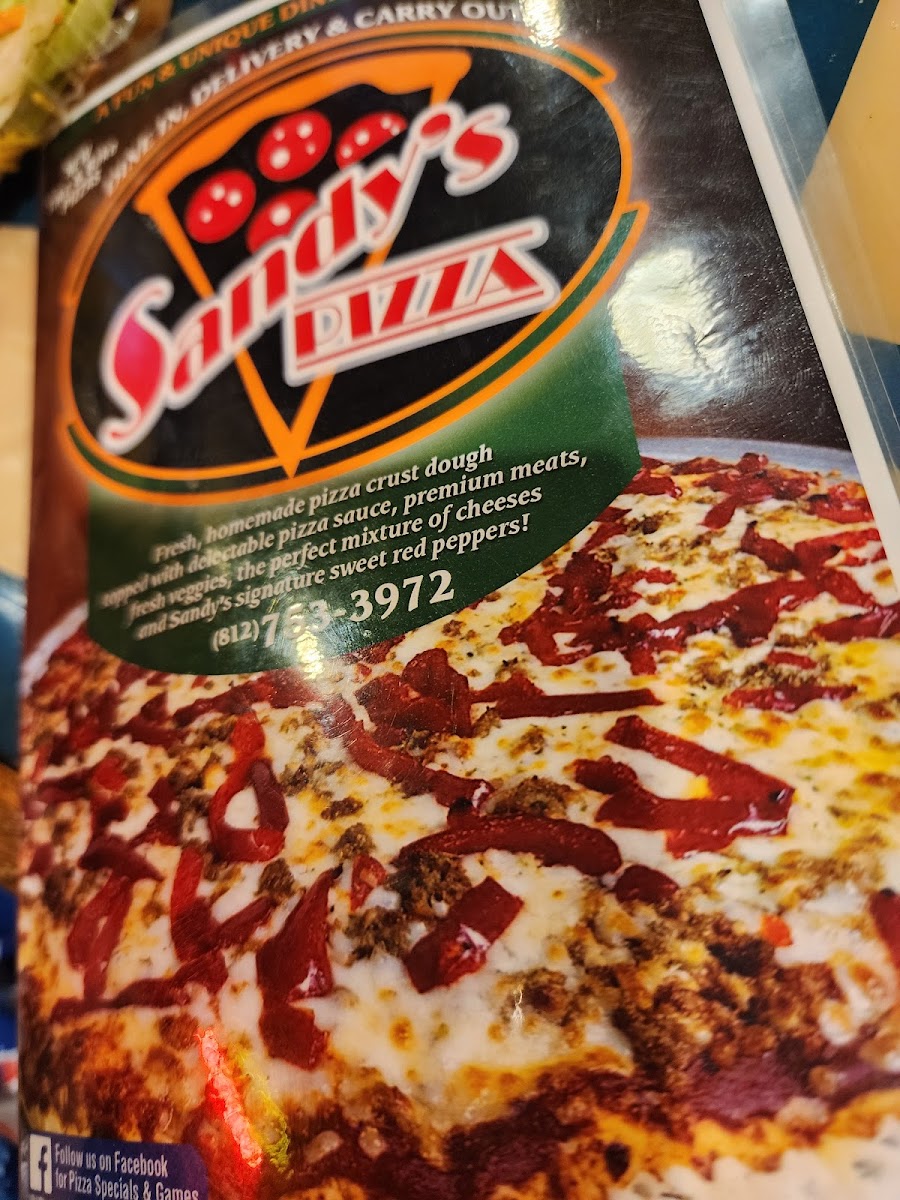 A FUN & UNIQUE DIN
DINE IN, DELIVERY & CARRY OUT
Sandy's
PIZZA
Fresh, homemade pizza crust dough
topped with delectable pizza sauce, premium meats,
fresh veggies, the perfect mixture of cheeses
and Sandy's signature sweet red peppers!
(812) 753-3972
f Follow us on Facebook
for Pizza Specials & Games